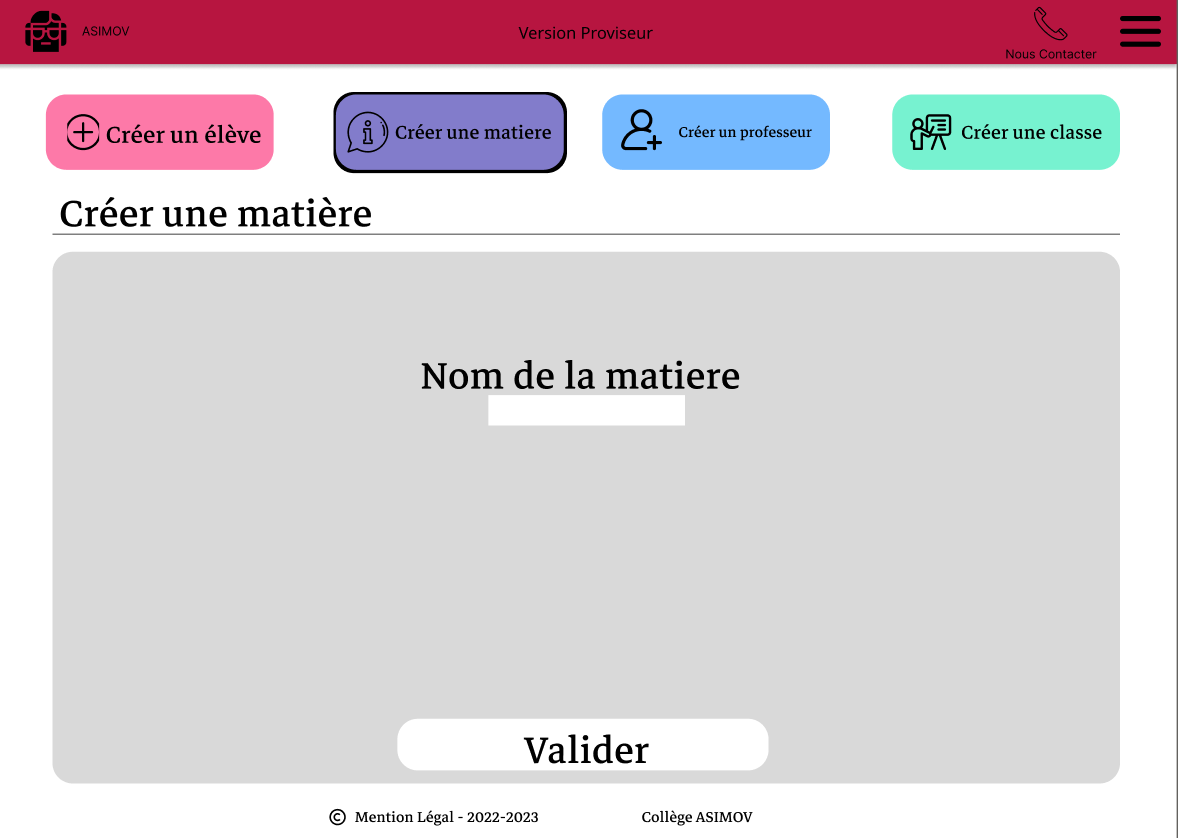 ASIMOV
Version Proviseur
Nous Contacter
Créer un élève
Créer une matiere
Créer un professeur
Créer une classe
Créer une matière
Nom de la matiere
Valider
© Mention Légal - 2022-2023
Collège ASIMOV